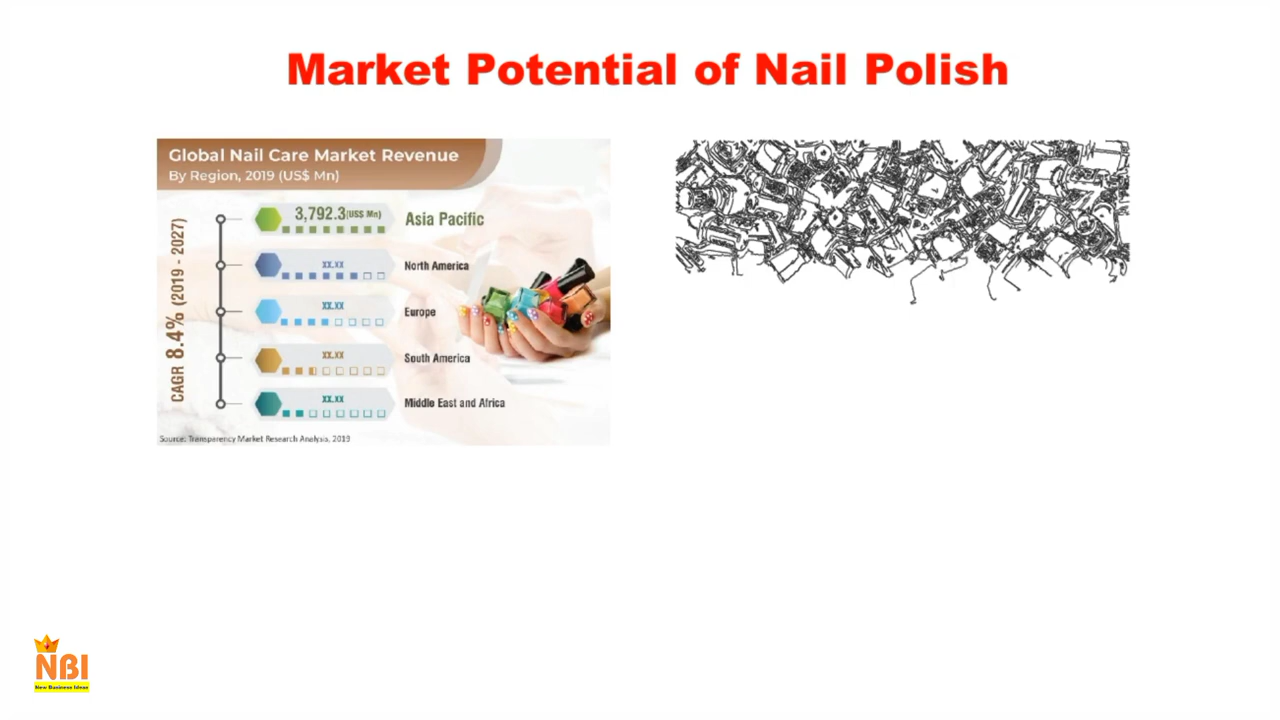 Market Potential of Nail Polish
Global Nail Care Market Revenue
By Region, 2019 (US$ Mn)
CAGR 8.4% (2019 - 2027)
3,792.3(US$ Mn)
Asia Pacific
XX.XX
North America
XX.XX
Europe
XX.XX
South America
XX.XX
Middle East and Africa
Source: Transparency Market Research Analysis, 2019
NBI
New Business Ideas